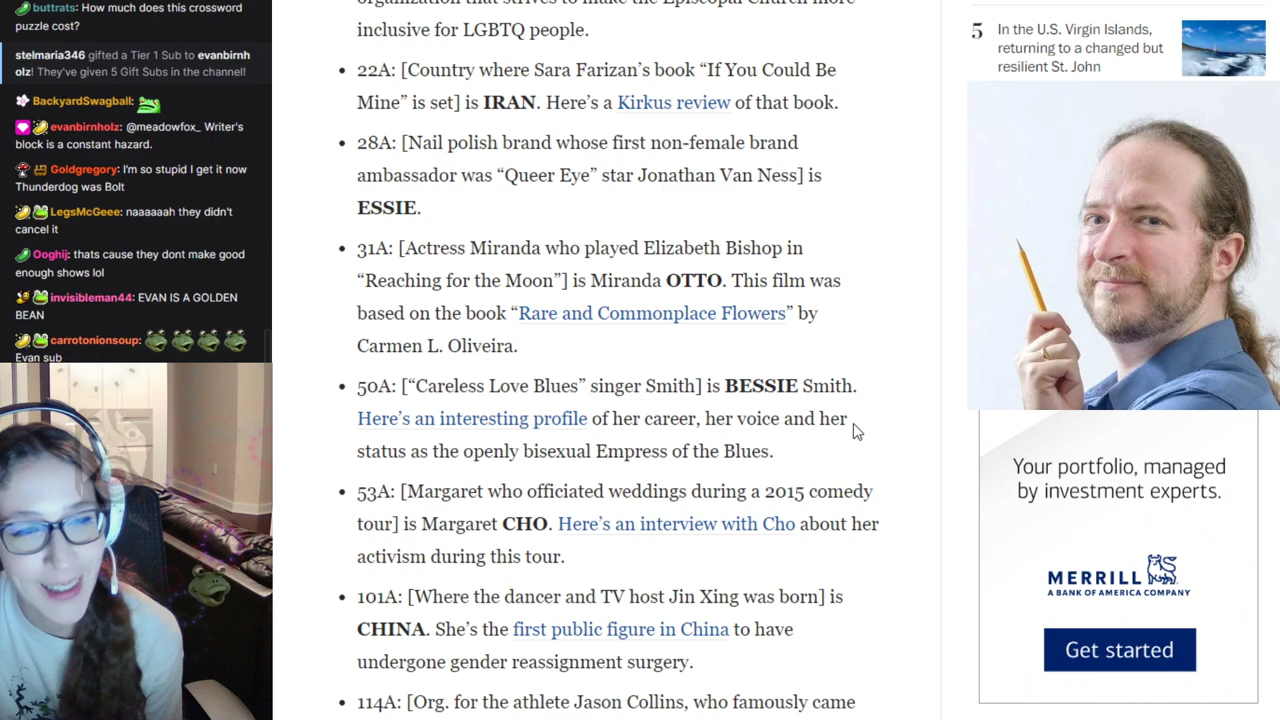 buttrats: How much does this crossword
puzzle cost?
stelmaria346 gifted a Tier 1 Sub to evanbirnh
olz! They've given 5 Gift Subs in the channel!
BackyardSwagball:
evanbirnholz: @meadowfox_ Writer's
block is a constant hazard.
Goldgregory: I'm so stupid I get it now
Thunderdog was Bolt
LegsMcGeee: naaaaaah they didn't
cancel it
Ooghij: thats cause they dont make good
enough shows lol
invisibleman44: EVAN IS A GOLDEN
BEAN
carrotonionsoup:
Evan sub
organization that strives to make the Episcopal Church more
inclusive for LGBTQ people.
• 22A: [Country where Sara Farizan’s book “If You Could Be
Mine” is set] is IRAN. Here’s a Kirkus review of that book.
• 28A: [Nail polish brand whose first non-female brand
ambassador was “Queer Eye” star Jonathan Van Ness] is
ESSIE.
• 31A: [Actress Miranda who played Elizabeth Bishop in
“Reaching for the Moon”] is Miranda OTTO. This film was
based on the book “Rare and Commonplace Flowers” by
Carmen L. Oliveira.
• 50A: [“Careless Love Blues” singer Smith] is BESSIE Smith.
Here’s an interesting profile of her career, her voice and her
status as the openly bisexual Empress of the Blues.
• 53A: [Margaret who officiated weddings during a 2015 comedy
tour] is Margaret CHO. Here’s an interview with Cho about her
activism during this tour.
• 101A: [Where the dancer and TV host Jin Xing was born] is
CHINA. She’s the first public figure in China to have
undergone gender reassignment surgery.
• 114A: [Org. for the athlete Jason Collins, who famously came
5 In the U.S. Virgin Islands,
returning to a changed but
resilient St. John
Your portfolio, managed
by investment experts.
MERRILL
A BANK OF AMERICA COMPANY
Get started